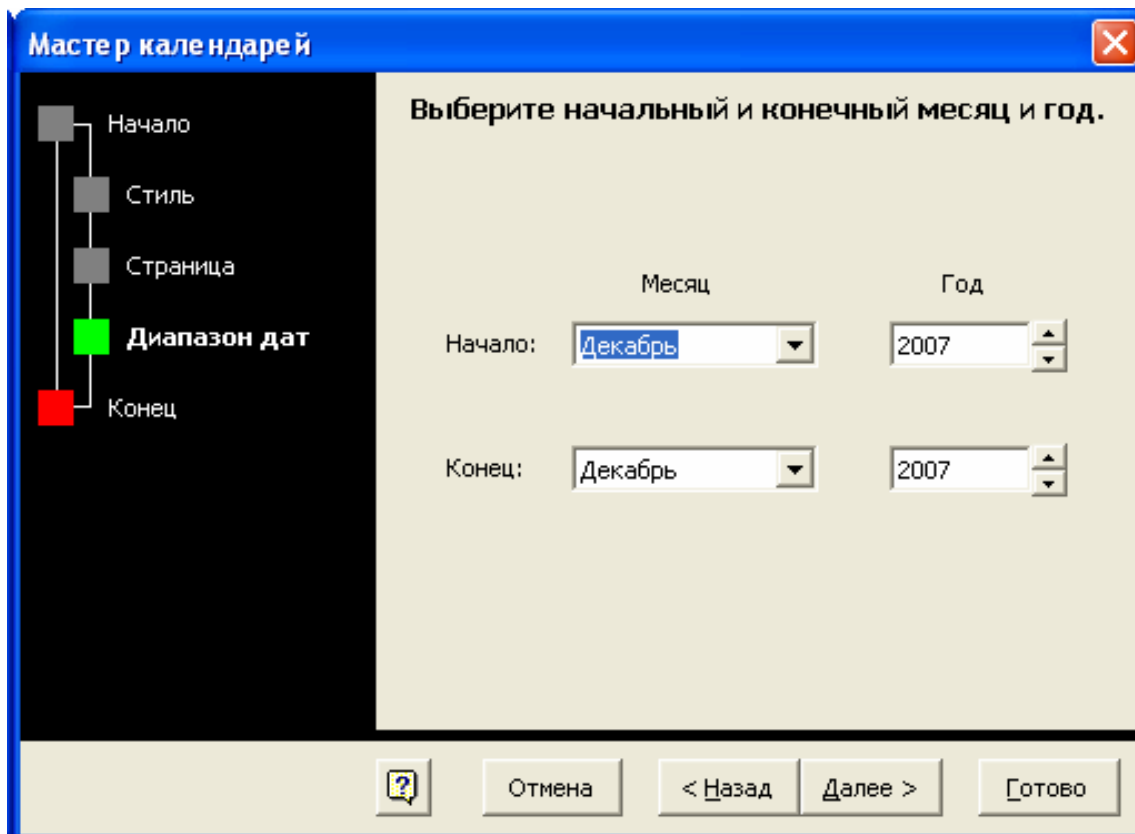 Мастер календарей
Начало
Стиль
Страница
Диапазон дат
Конец
Выберите начальный и конечный месяц и год.
Месяц Год
Начало: Декабрь 2007
Конец: Декабрь 2007
? Отмена < Назад Далее > Готово